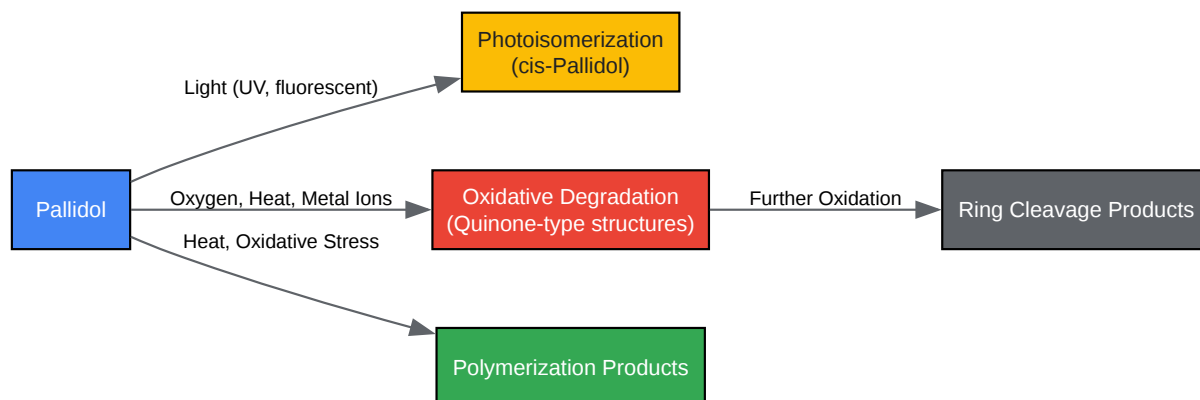 Photoisomerization
(cis-Pallidol)
Light (UV, fluorescent)
Pallidol
Oxygen, Heat, Metal Ions
Oxidative Degradation
(Quinone-type structures)
Further Oxidation
Ring Cleavage Products
Heat, Oxidative Stress
Polymerization Products